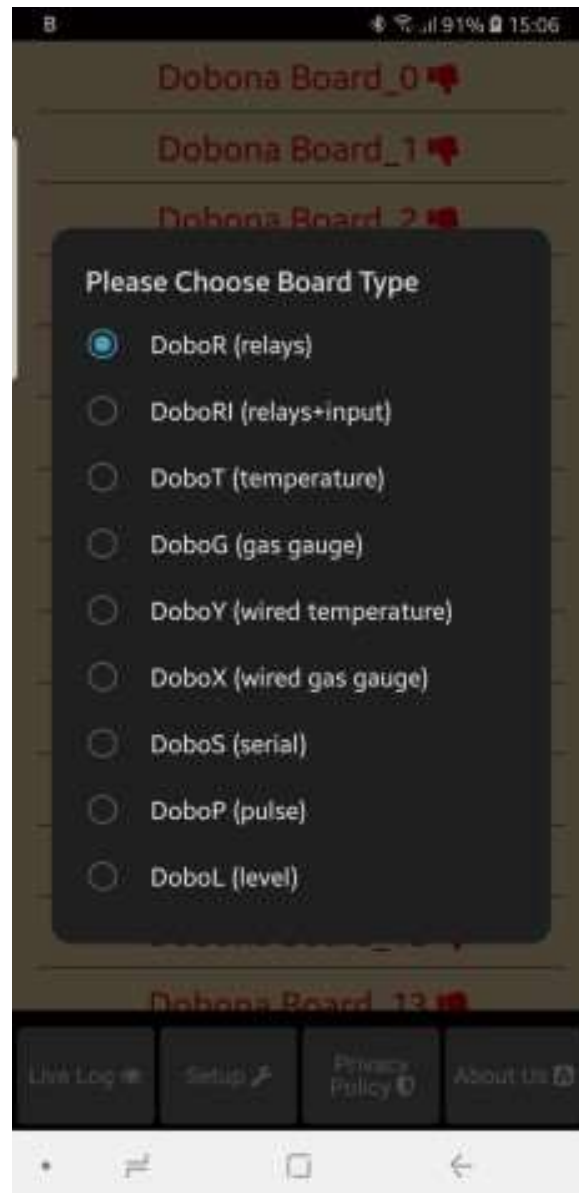 B 91% 15:06
Dobona Board_0
Dobona Board_1
Dobona Board_2
Please Choose Board Type
DoboR (relays)
DoboRI (relays+input)
DoboT (temperature)
DoboG (gas gauge)
DoboY (wired temperature)
DoboX (wired gas gauge)
DoboS (serial)
DoboP (pulse)
DoboL (level)
Dobona Board_13
Live Log
Setup
Privacy
Policy
About Us